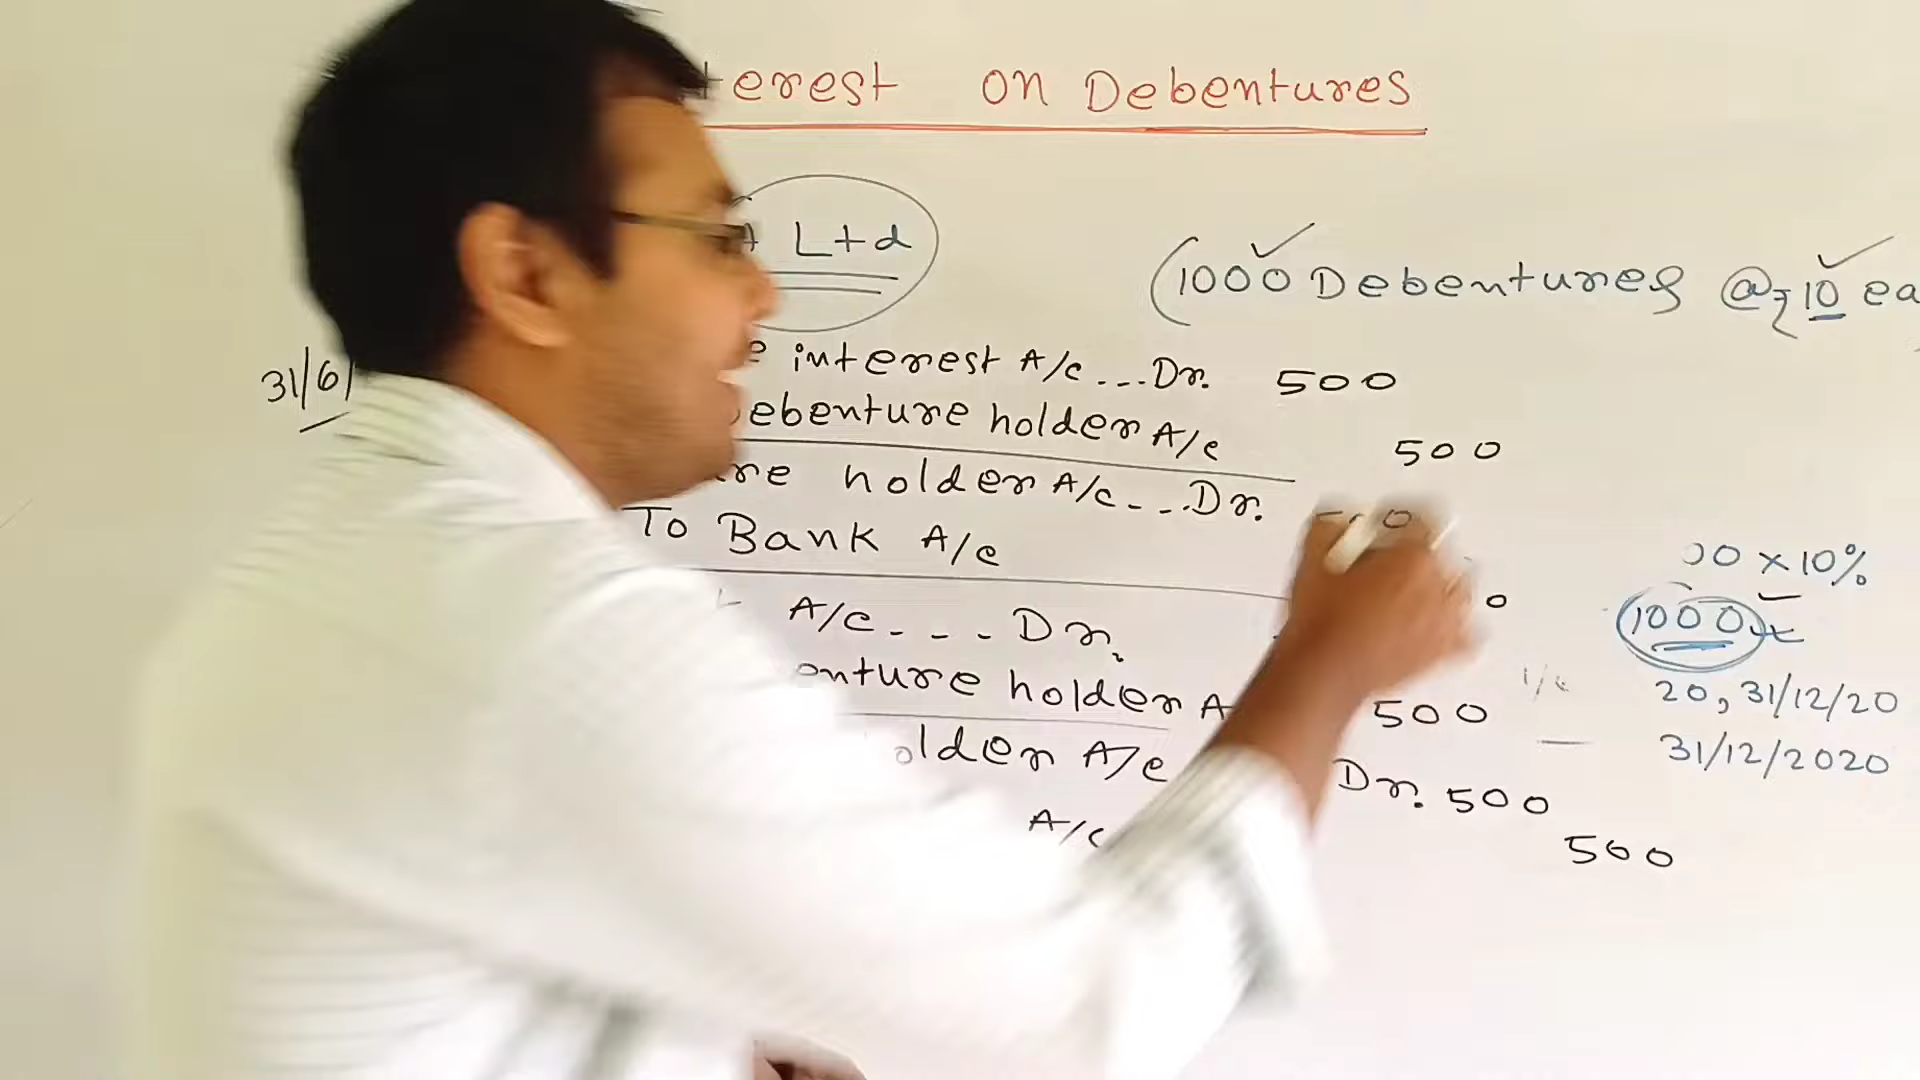 terest on Debentures
A Ltd
(1000 Debentures @ ₹10 ea
31/6/
e interest A/c...Dr. 500
ebenture holder A/c 500
re holder A/c...Dr.
To Bank A/c
A/c...Dr.
enture holder A 500
older A/c Dr. 500
A/c 500
00 × 10%
1000
20, 31/12/20
31/12/2020